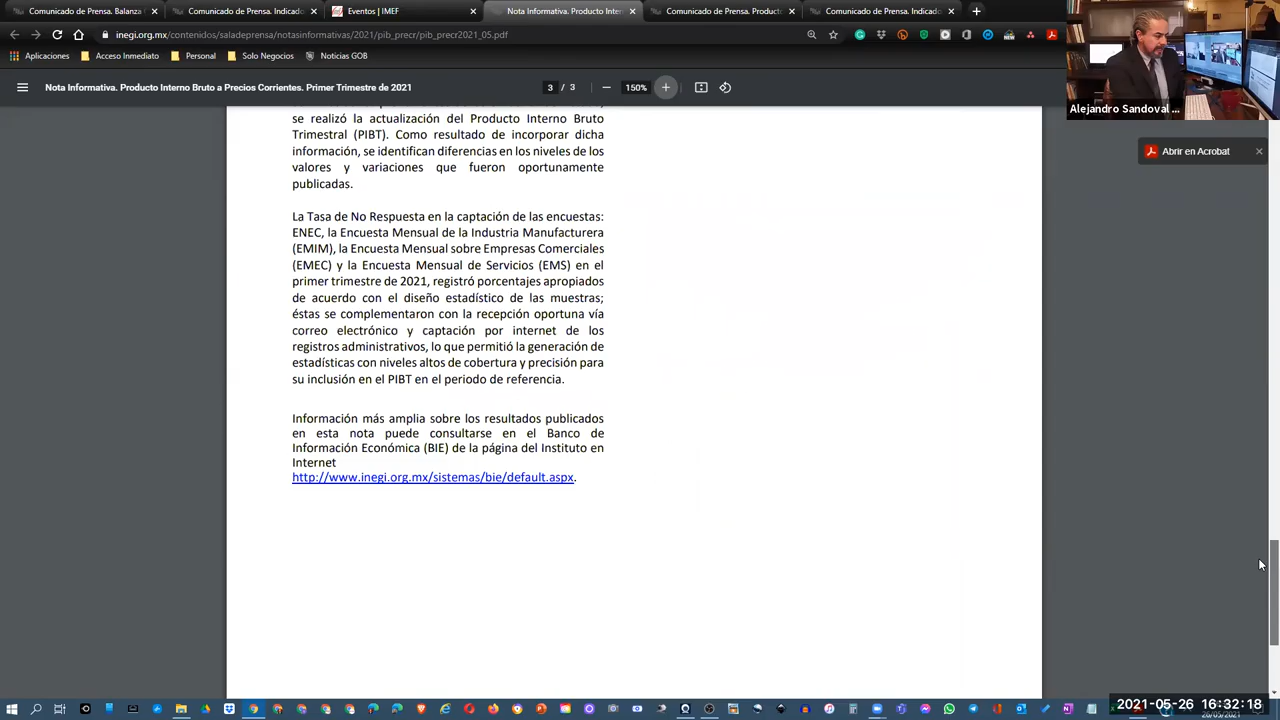 Comunicado de Prensa. Balanza C
Comunicado de Prensa. Indicad
Eventos | IMEF
Nota Informativa. Producto Inter
Comunicado de Prensa. Produc
Comunicado de Prensa. Indicad
inegi.org.mx/contenidos/saladeprensa/notasinformativas/2021/pib_precr/pib_precr2021_05.pdf
Aplicaciones
Acceso Inmediato
Personal
Solo Negocios
Noticias GOB
Nota Informativa. Producto Interno Bruto a Precios Corrientes. Primer Trimestre de 2021
3 / 3
150%
Alejandro Sandoval ...
Abrir en Acrobat
se realizó la actualización del Producto Interno Bruto
Trimestral (PIBT). Como resultado de incorporar dicha
información, se identifican diferencias en los niveles de los
valores y variaciones que fueron oportunamente
publicadas.
La Tasa de No Respuesta en la captación de las encuestas:
ENEC, la Encuesta Mensual de la Industria Manufacturera
(EMIM), la Encuesta Mensual sobre Empresas Comerciales
(EMEC) y la Encuesta Mensual de Servicios (EMS) en el
primer trimestre de 2021, registró porcentajes apropiados
de acuerdo con el diseño estadístico de las muestras;
éstas se complementaron con la recepción oportuna vía
correo electrónico y captación por internet de los
registros administrativos, lo que permitió la generación de
estadísticas con niveles altos de cobertura y precisión para
su inclusión en el PIBT en el periodo de referencia.
Información más amplia sobre los resultados publicados
en esta nota puede consultarse en el Banco de
Información Económica (BIE) de la página del Instituto en
Internet
http://www.inegi.org.mx/sistemas/bie/default.aspx.
2021-05-26 16:32:18